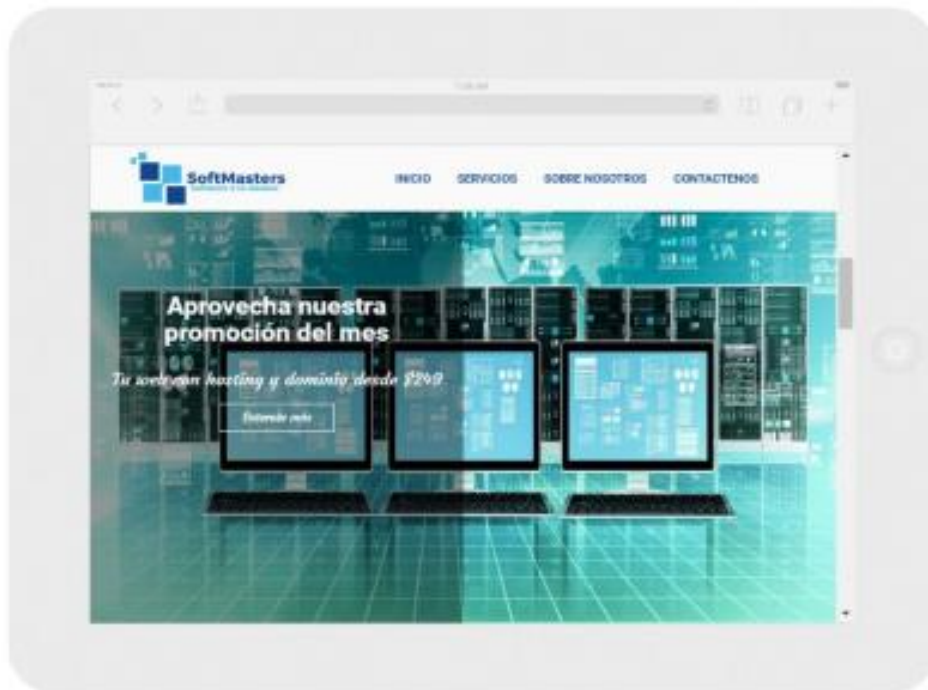 SoftMasters
INICIO SERVICIOS SOBRE NOSOTROS CONTACTENOS
Aprovecha nuestra
promoción del mes
Tu web con hosting y dominio desde $249